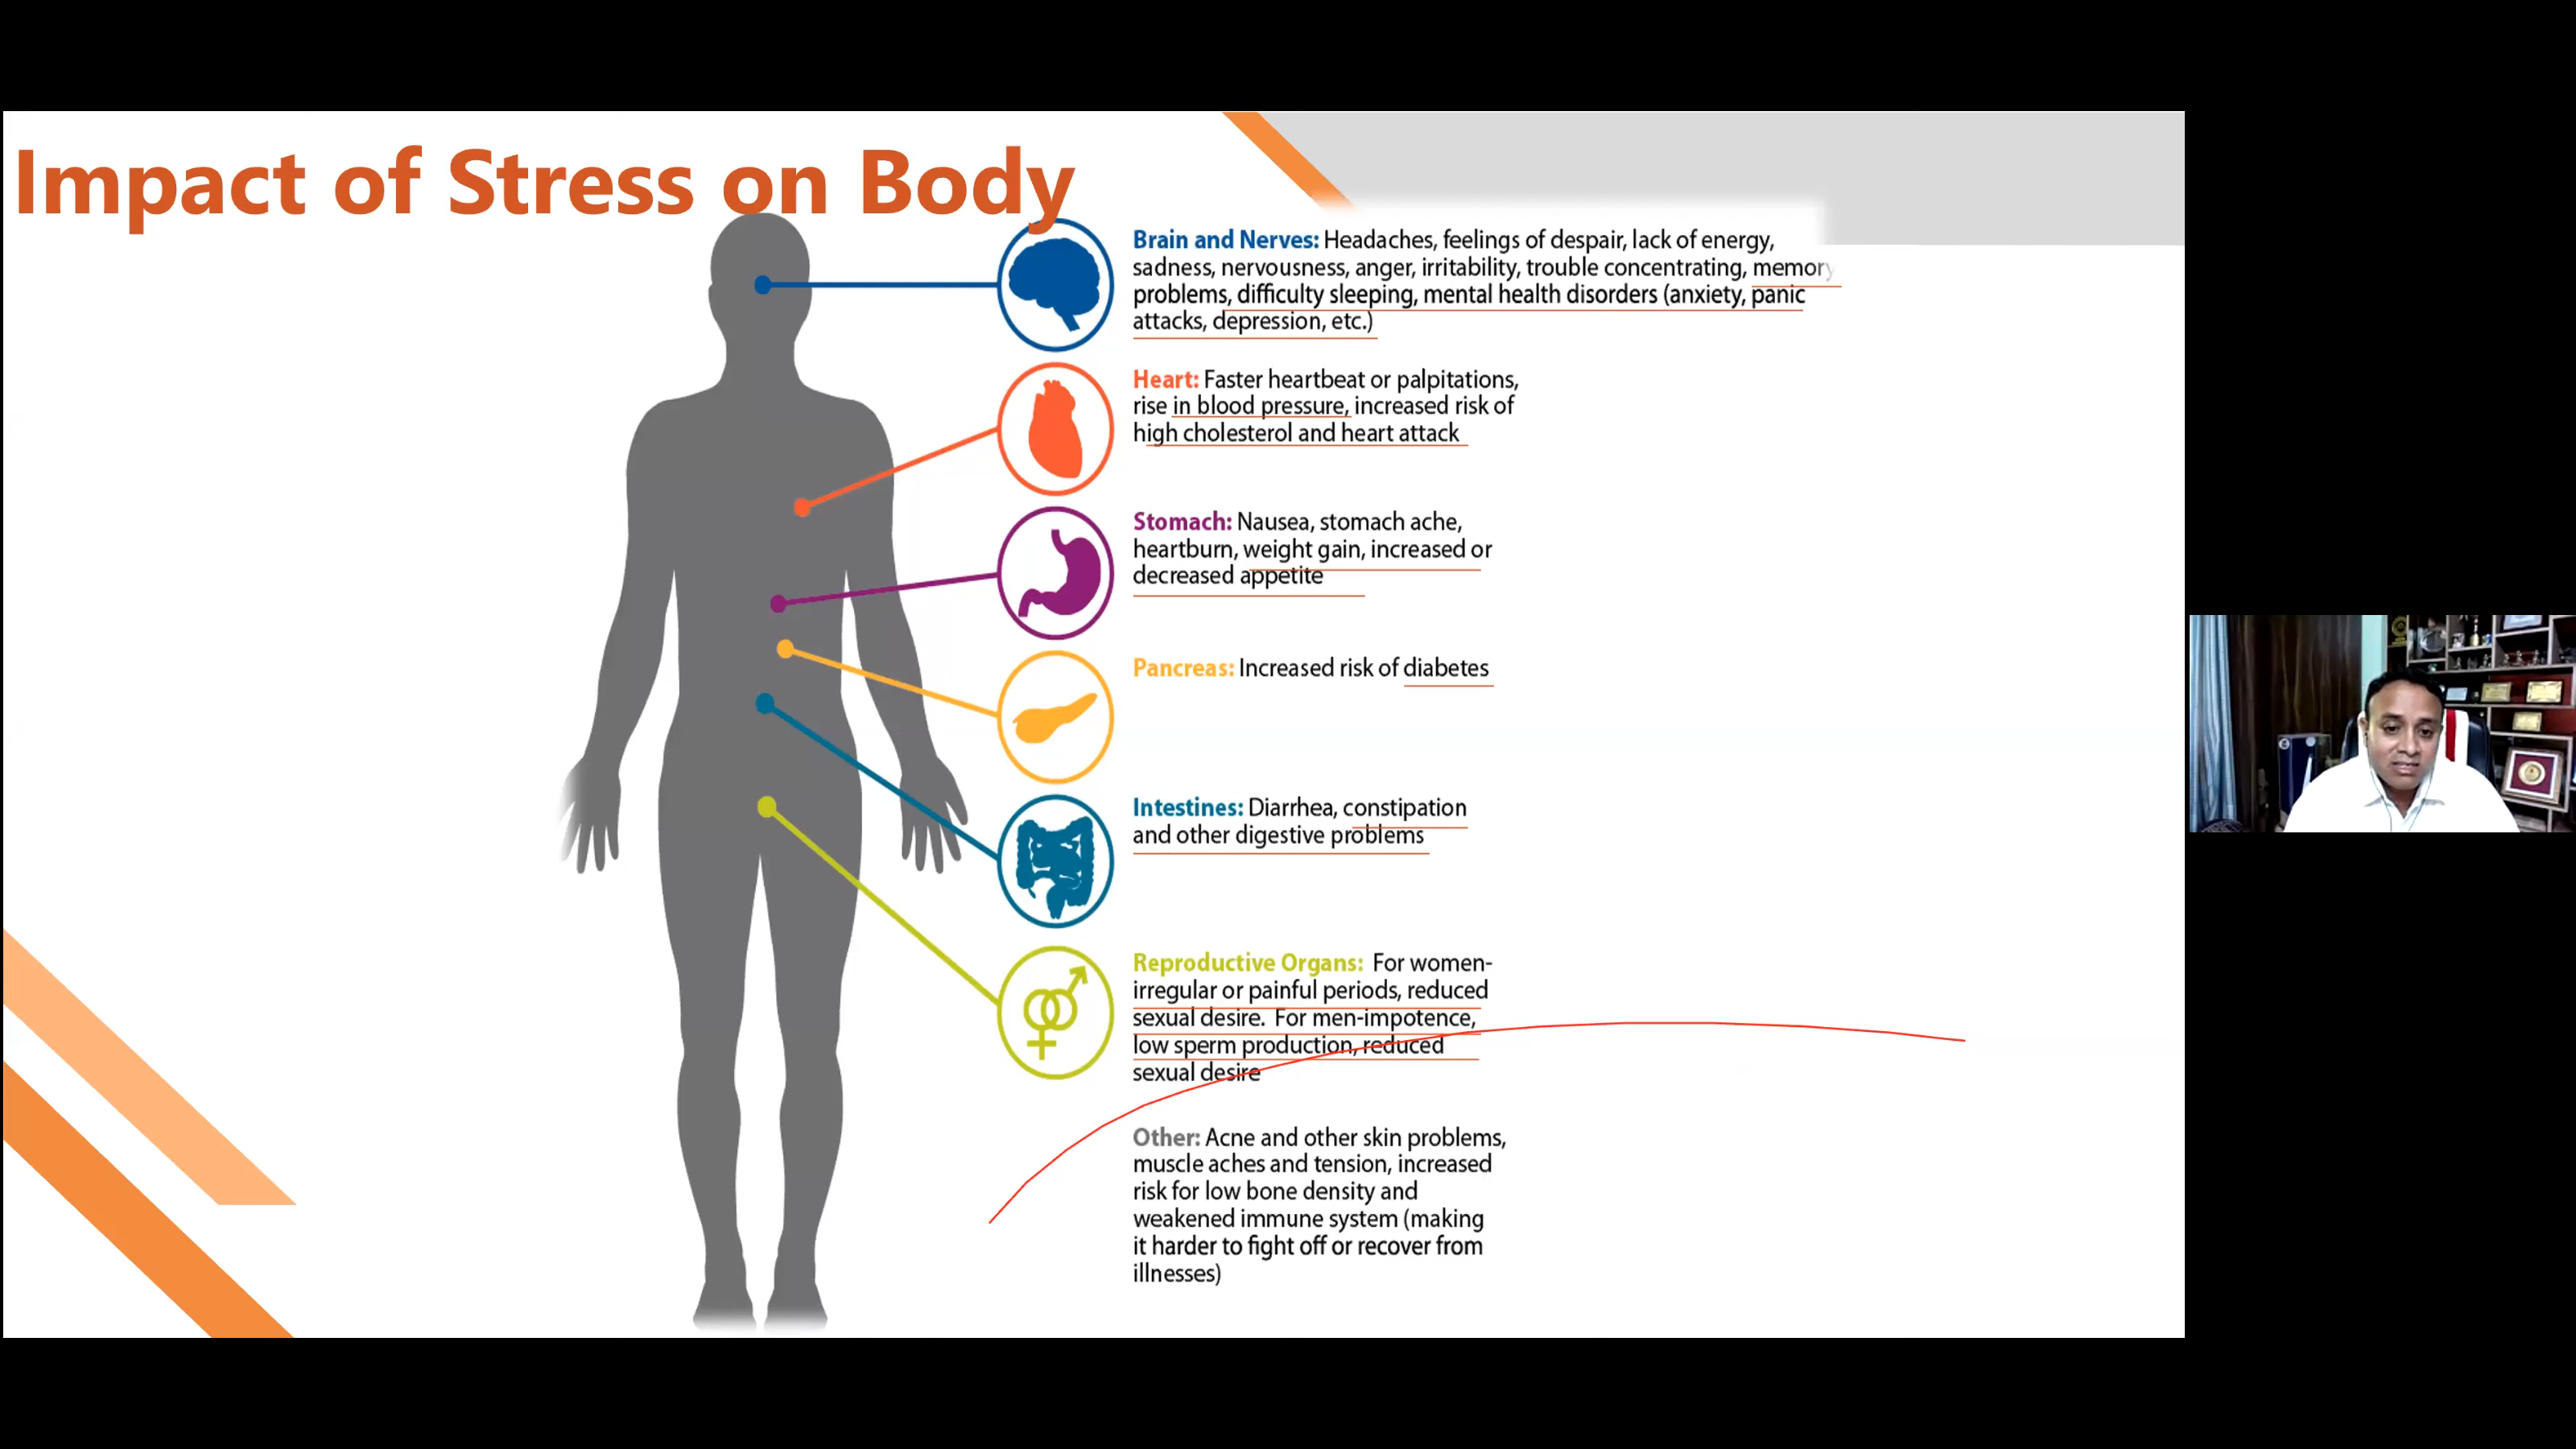 Impact of Stress on Body
Brain and Nerves: Headaches, feelings of despair, lack of energy,
sadness, nervousness, anger, irritability, trouble concentrating, memory
problems, difficulty sleeping, mental health disorders (anxiety, panic
attacks, depression, etc.)
Heart: Faster heartbeat or palpitations,
rise in blood pressure, increased risk of
high cholesterol and heart attack
Stomach: Nausea, stomach ache,
heartburn, weight gain, increased or
decreased appetite
Pancreas: Increased risk of diabetes
Intestines: Diarrhea, constipation
and other digestive problems
Reproductive Organs: For women-
irregular or painful periods, reduced
sexual desire. For men-impotence,
low sperm production, reduced
sexual desire
Other: Acne and other skin problems,
muscle aches and tension, increased
risk for low bone density and
weakened immune system (making
it harder to fight off or recover from
illnesses)